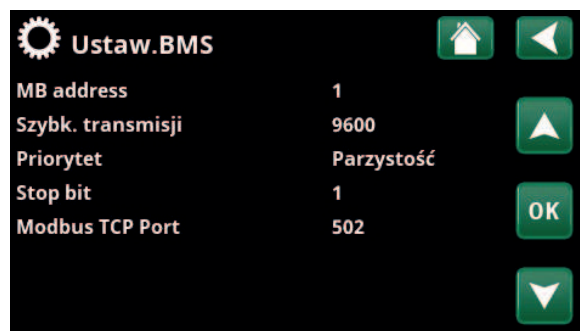 Ustaw.BMS
MB address 1
Szybk. transmisji 9600
Priorytet Parzystość
Stop bit 1
OK
Modbus TCP Port 502